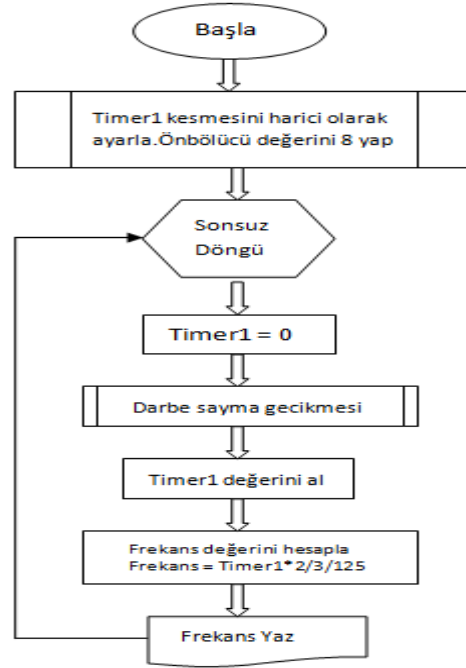 Başla
Timer1 kesmesini harici olarak
ayarla.Önbölücü değerini 8 yap
Sonsuz
Döngü
Timer1 = 0
Darbe sayma gecikmesi
Timer1 değerini al
Frekans değerini hesapla
Frekans = Timer1*2/3/125
Frekans Yaz